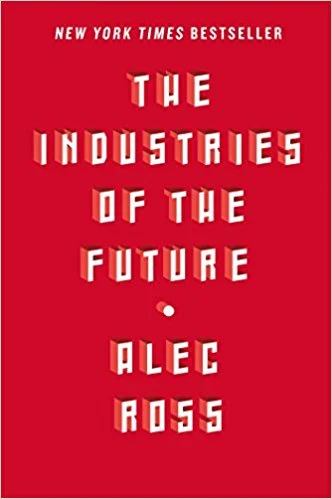 NEW YORK TIMES BESTSELLER
THE
INDUSTRIES
OF THE
FUTURE
ALEC
ROSS